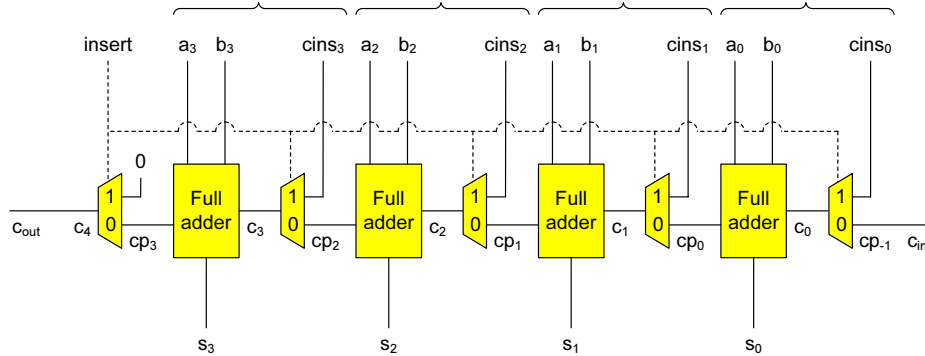 insert a₃ b₃ cins₃ a₂ b₂ cins₂ a₁ b₁ cins₁ a₀ b₀ cins₀
0
1 Full adder 1 Full adder 1 Full adder 1 Full adder 1
0 0 0 0 0
c_out c₄ cp₃ c₃ cp₂ c₂ cp₁ c₁ cp₀ c₀ cp₋₁ c_in
s₃ s₂ s₁ s₀